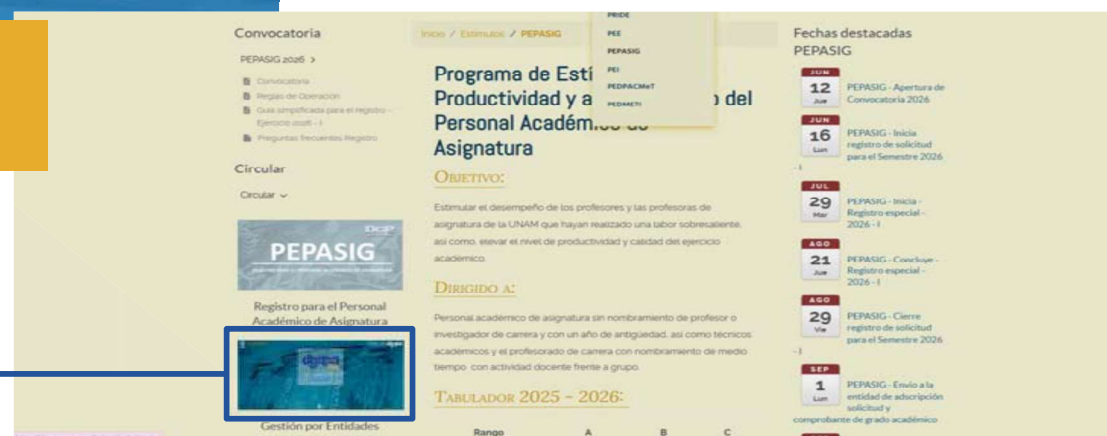 Convocatoria
PEPASIG 2026 >
Convocatoria
Reglas de Operación
Guía simplificada para el registro –
Ejercicio 2026 - I
Preguntas frecuentes Registro
Circular
Circular
DGAPA
PEPASIG
Registro para el Personal
Académico de Asignatura
Gestión por Entidades
Inicio / Estímulos / PEPASIG
PRIDE
PEE
PEPASIG
PEI
PEDPACMeT
PEDMETI
Programa de Estí
Productividad y a o del
Personal Académico de
Asignatura
OBJETIVO:
Estimular el desempeño de los profesores y las profesoras de
asignatura de la UNAM que hayan realizado una labor sobresaliente,
así como, elevar el nivel de productividad y calidad del ejercicio
académico.
DIRIGIDO A:
Personal académico de asignatura sin nombramiento de profesor o
investigador de carrera y con un año de antigüedad, así como técnicos
académicos y el profesorado de carrera con nombramiento de medio
tiempo con actividad docente frente a grupo.
TABULADOR 2025 - 2026:
Rango A B C
Fechas destacadas
PEPASIG
JUN
12
Jue
PEPASIG - Apertura de
Convocatoria 2026
JUN
16
Lun
PEPASIG - Inicia
registro de solicitud
para el Semestre 2026
- I
JUL
29
Mar
PEPASIG - Inicia -
Registro especial -
2026 - I
AGO
21
Jue
PEPASIG - Concluye -
Registro especial -
2026 - I
AGO
29
Vie
PEPASIG - Cierre
registro de solicitud
para el Semestre 2026
- I
SEP
1
Lun
PEPASIG - Envío a la
entidad de adscripción
solicitud y
comprobante de grado académico